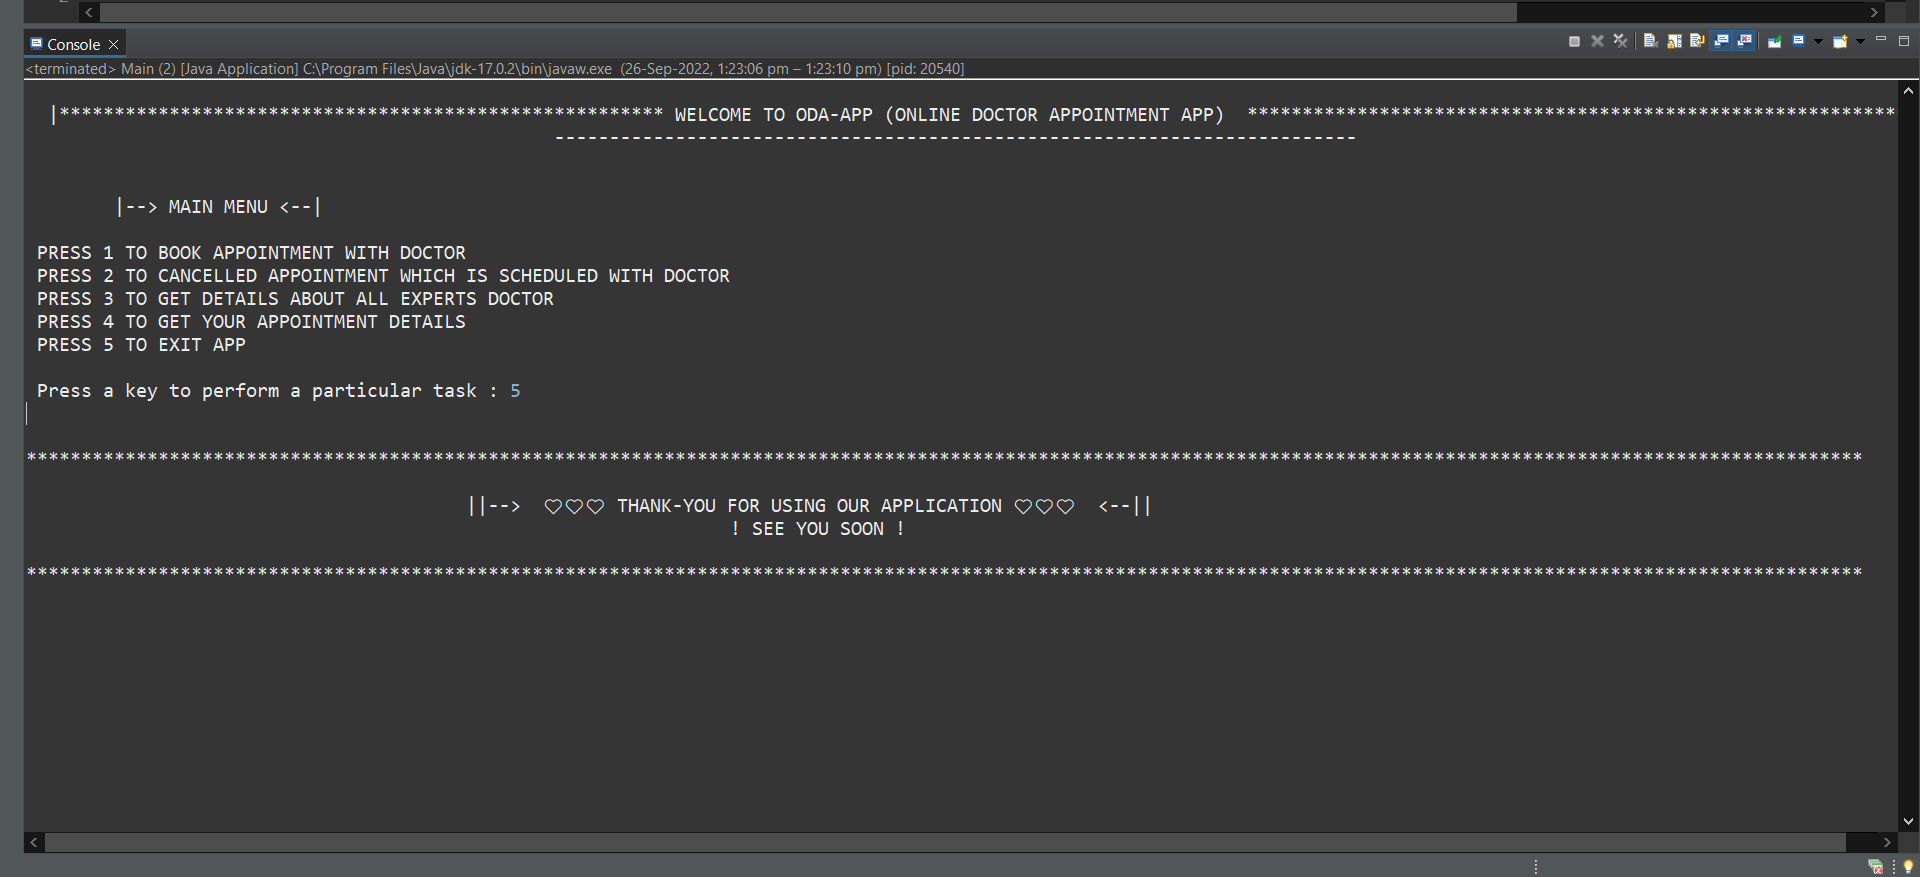 Console
<terminated> Main (2) [Java Application] C:\Program Files\Java\jdk-17.0.2\bin\javaw.exe (26-Sep-2022, 1:23:06 pm – 1:23:10 pm) [pid: 20540]
|******************************************************* WELCOME TO ODA-APP (ONLINE DOCTOR APPOINTMENT APP) ***********************************************************
-------------------------------------------------------------------------
|--> MAIN MENU <--|
PRESS 1 TO BOOK APPOINTMENT WITH DOCTOR
PRESS 2 TO CANCELLED APPOINTMENT WHICH IS SCHEDULED WITH DOCTOR
PRESS 3 TO GET DETAILS ABOUT ALL EXPERTS DOCTOR
PRESS 4 TO GET YOUR APPOINTMENT DETAILS
PRESS 5 TO EXIT APP
Press a key to perform a particular task : 5
***********************************************************************************************************************************************************************
||--> ♡♡♡ THANK-YOU FOR USING OUR APPLICATION ♡♡♡ <--||
! SEE YOU SOON !
***********************************************************************************************************************************************************************